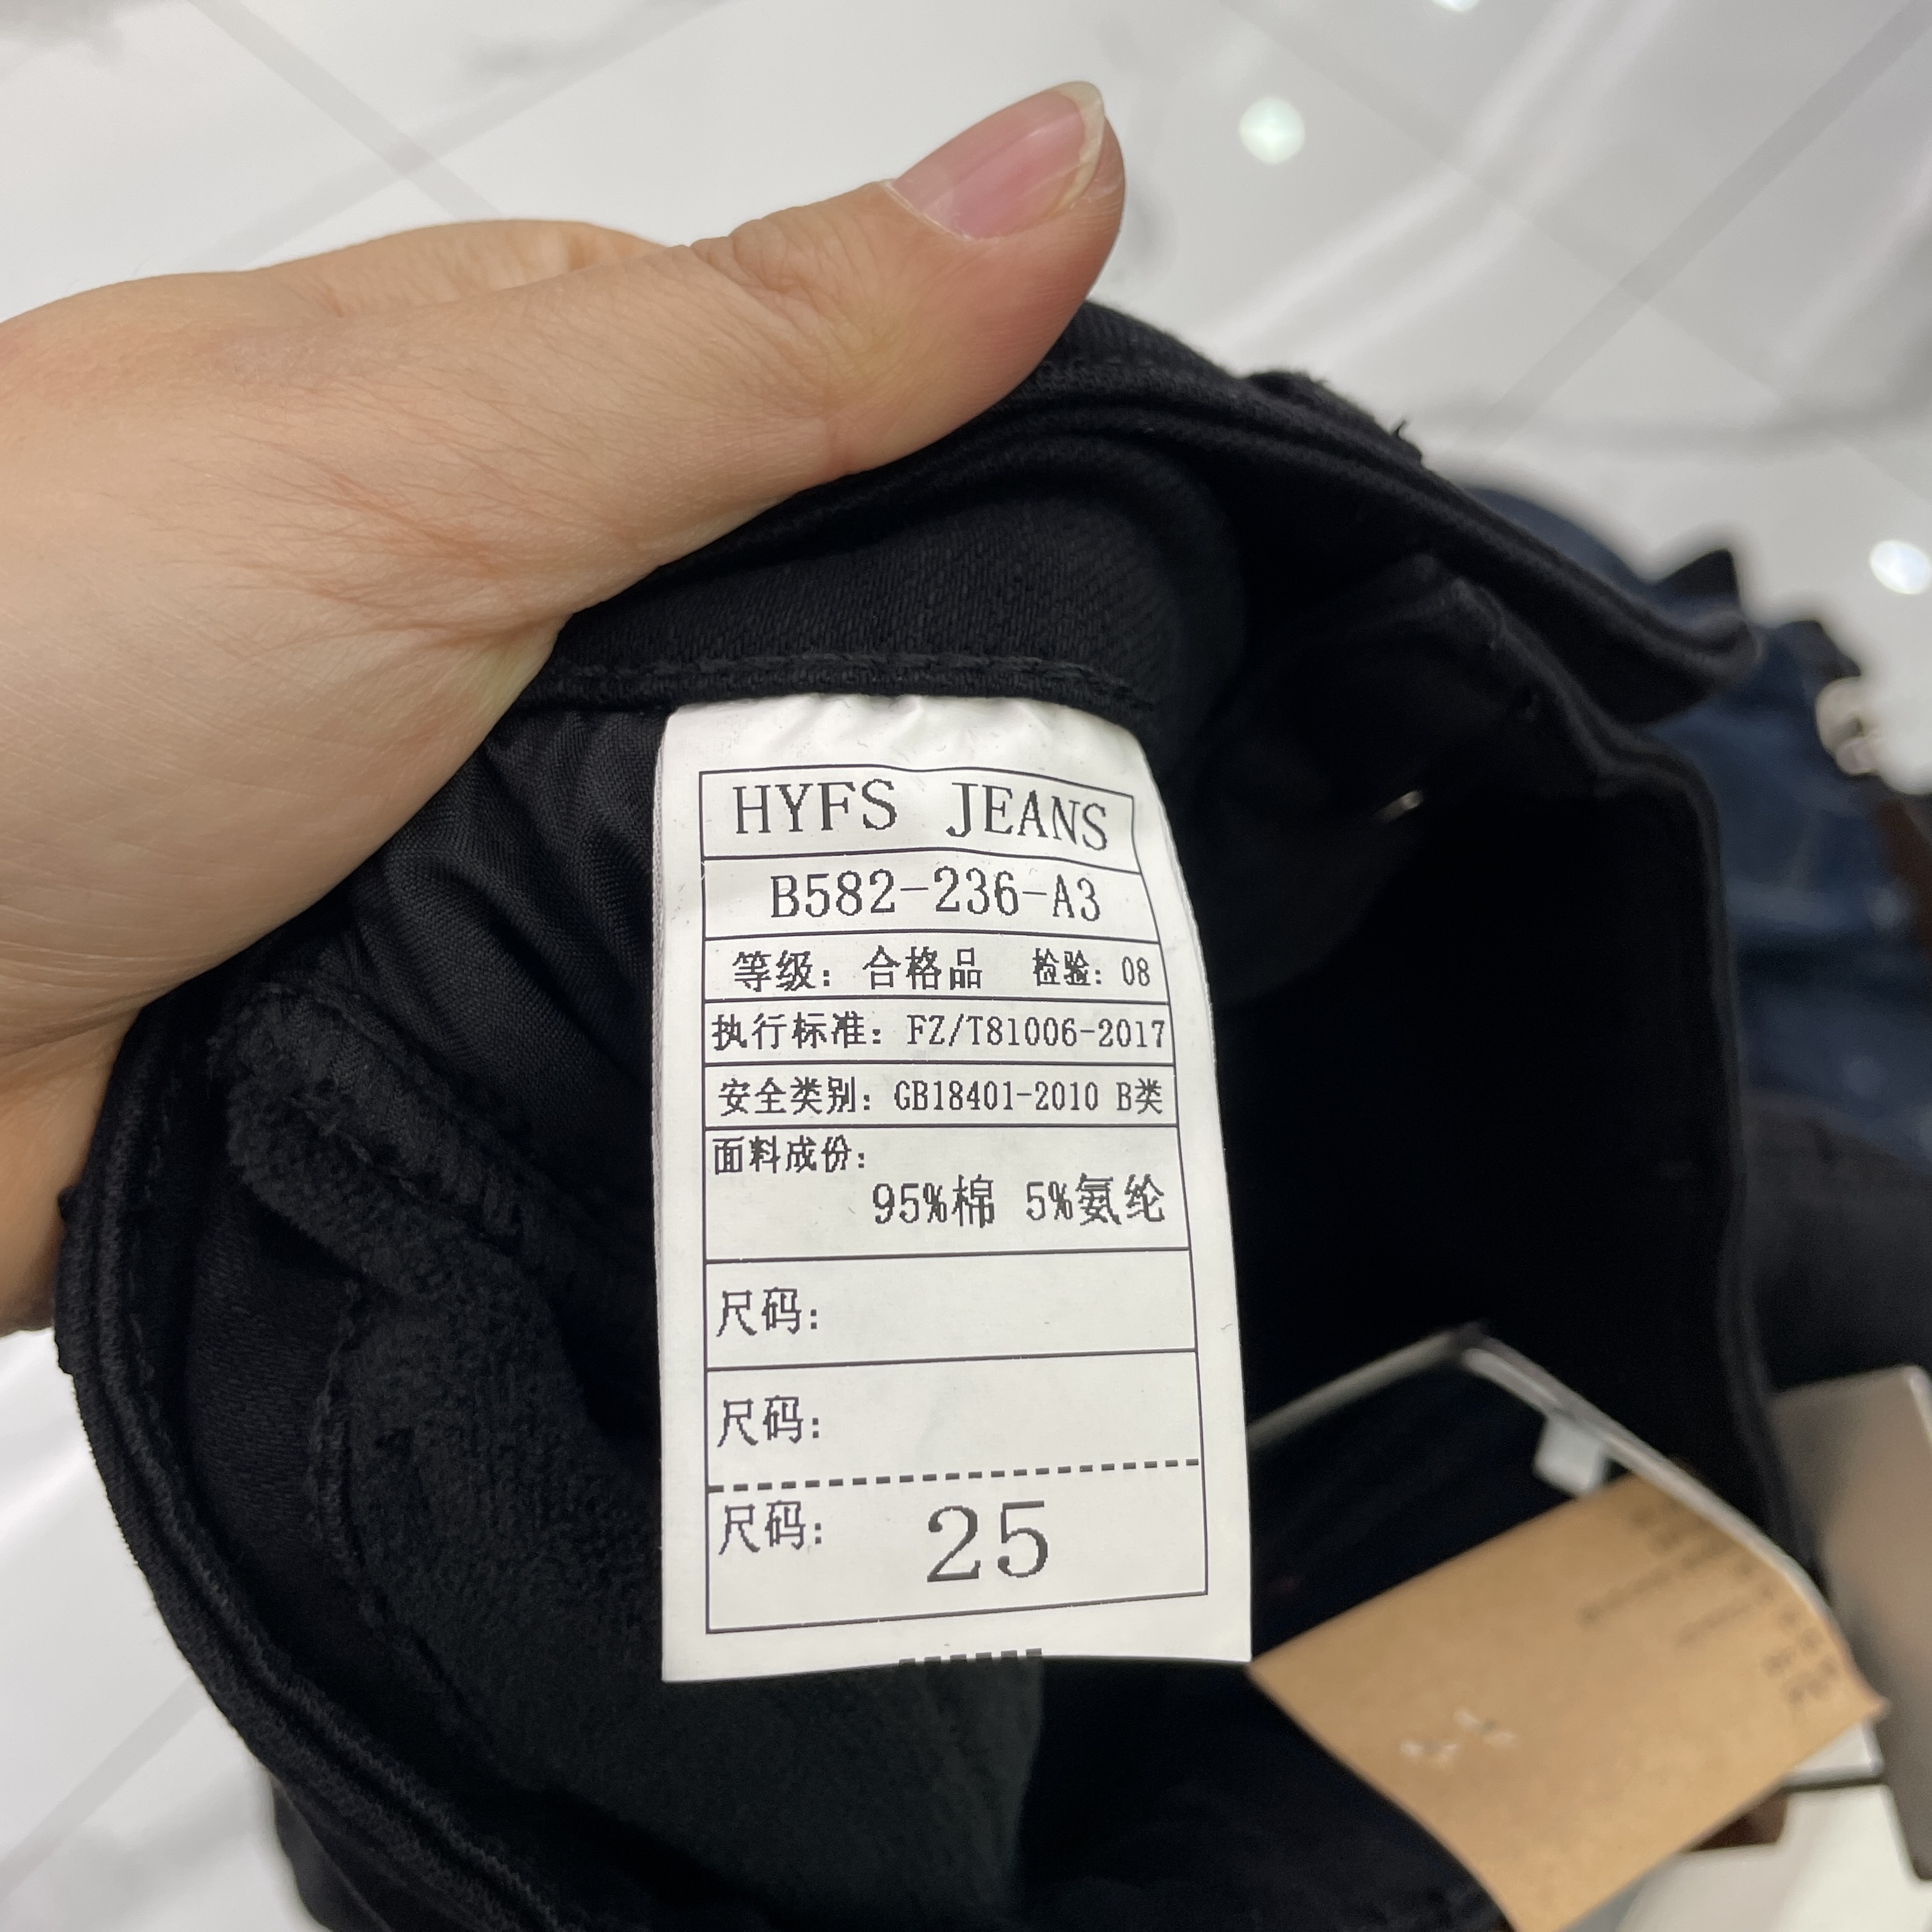 HYFS JEANS
B582-236-A3
等级：合格品 检验：08
执行标准：FZ/T81006-2017
安全类别：GB18401-2010 B类
面料成份：
95%棉 5%氨纶
尺码：
尺码：
尺码： 25